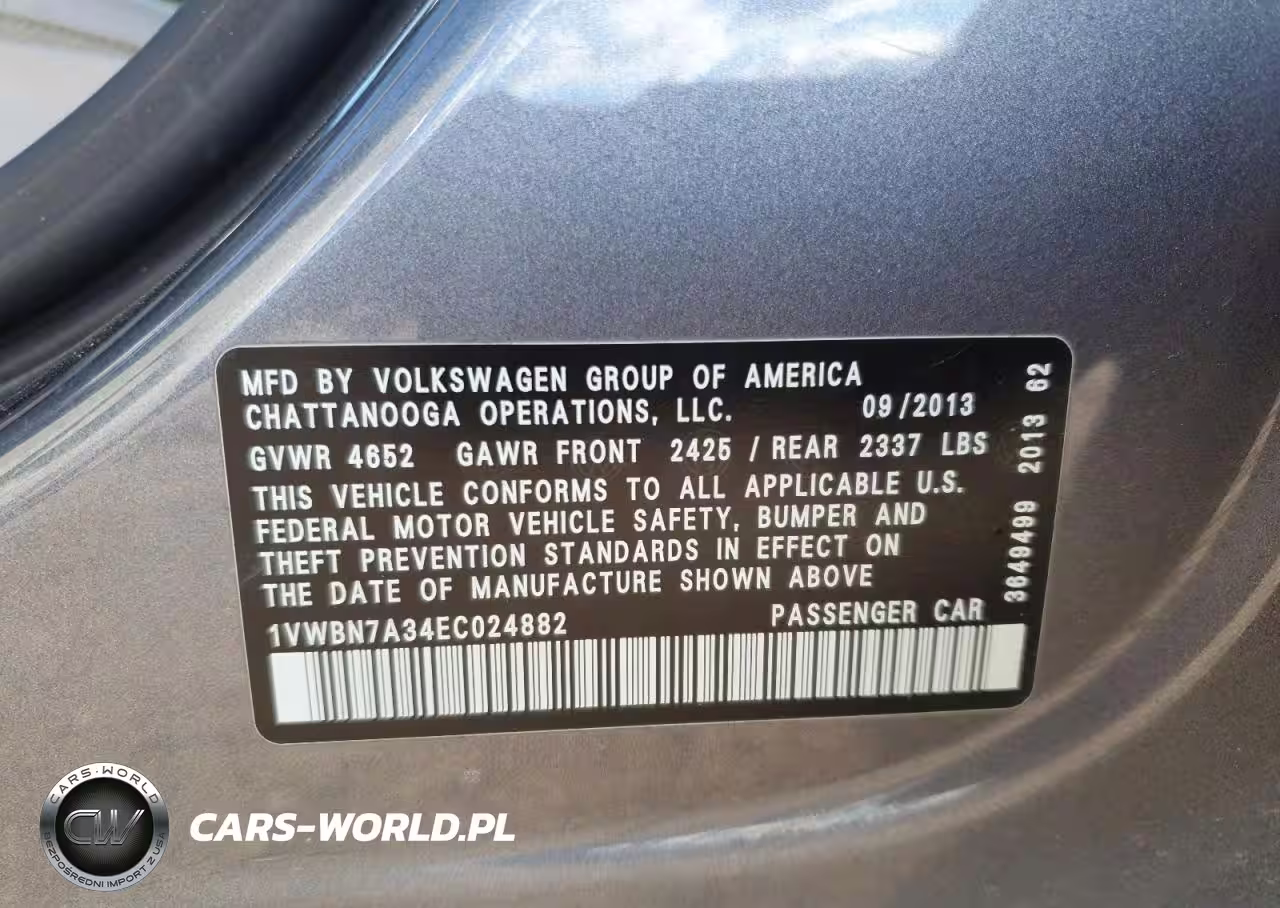 MFD BY VOLKSWAGEN GROUP OF AMERICA
CHATTANOOGA OPERATIONS, LLC. 09/2013
GVWR 4652 GAWR FRONT 2425 / REAR 2337 LBS
THIS VEHICLE CONFORMS TO ALL APPLICABLE U.S.
FEDERAL MOTOR VEHICLE SAFETY, BUMPER AND
THEFT PREVENTION STANDARDS IN EFFECT ON
THE DATE OF MANUFACTURE SHOWN ABOVE
1VWBN7A34EC024882 PASSENGER CAR
3649499 2013 62
CARS-WORLD
CW
BEZPOŚREDNI IMPORT Z USA
CARS-WORLD.PL